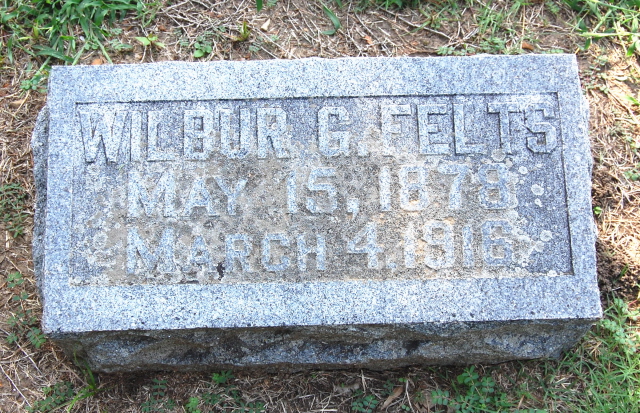 WILBUR G. FELTS
MAY 15, 1878
MARCH 4, 1916